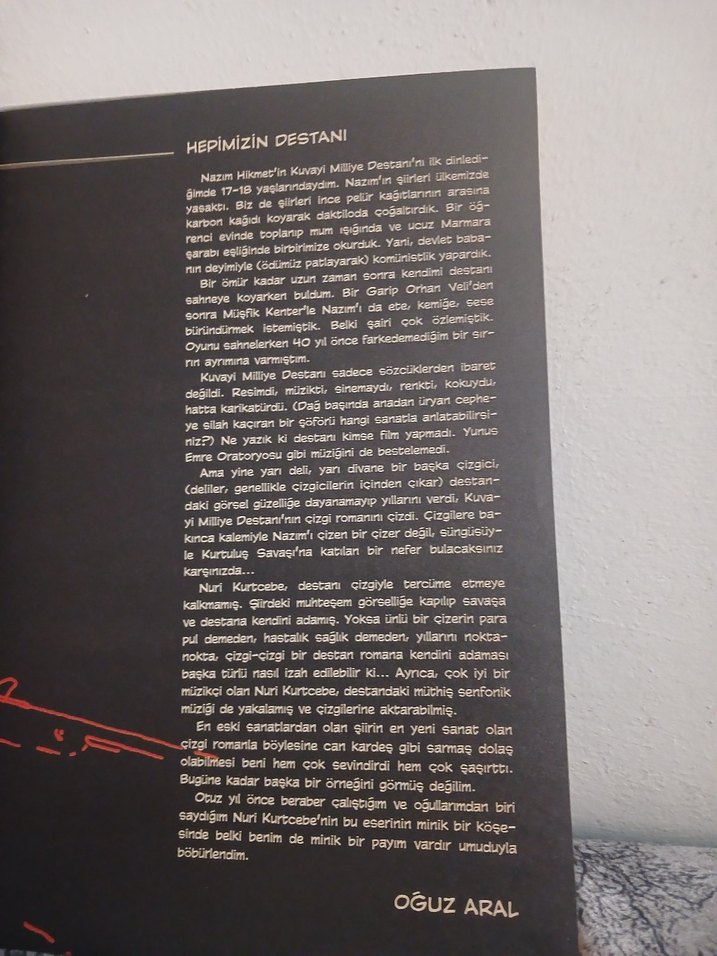 HEPİMİZİN DESTANI
Nazım Hikmet'in Kuvayi Milliye Destanı'nı ilk dinledi-
ğimde 17-18 yaşlarındaydım. Nazım'ın şiirleri ülkemizde
yasaktı. Biz de şiirleri ince pelür kağıtlarının arasına
karbon kağıdı koyarak daktiloda çoğaltırdık. Bir öğ-
renci evinde toplanıp mum ışığında ve ucuz Marmara
şarabı eşliğinde birbirimize okurduk. Yani, devlet baba-
nın deyimiyle (ödümüz patlayarak) komünistlik yapardık.
Bir ömür kadar uzun zaman sonra kendimi destanı
sahneye koyarken buldum. Bir Garip Orhan Veli'den
sonra Müşfik Kenter'le Nazım'ı da ete, kemiğe, sese
büründürmek istemiştik. Belki şairi çok özlemiştik.
Oyunu sahnelerken 40 yıl önce farkedemediğim bir sır-
rın ayrımına varmıştım.
Kuvayi Milliye Destanı sadece sözcüklerden ibaret
değildi. Resimdi, müzikti, sinemaydı, renkti, kokuydu,
hatta karikatürdü. (Dağ başında anadan üryan cephe-
ye silah kaçıran bir şöförü hangi sanatla anlatabilirsi-
niz?) Ne yazık ki destanı kimse film yapmadı. Yunus
Emre Oratoryosu gibi müziğini de bestelemedi.
Ama yine yarı deli, yarı divane bir başka çizgici,
(deliler, genellikle çizgicilerin içinden çıkar) destan-
daki görsel güzelliğe dayanamayıp yıllarını verdi, Kuva-
yi Milliye Destanı'nın çizgi romanını çizdi. Çizgilere ba-
kınca kalemiyle Nazım'ı çizen bir çizer değil, süngüsüy-
le Kurtuluş Savaşı'na katılan bir nefer bulacaksınız
karşınızda...
Nuri Kurtcebe, destanı çizgiyle tercüme etmeye
kalkmamış. Şiirdeki muhteşem görselliğe kapılıp savaşa
ve destana kendini adamış. Yoksa ünlü bir çizerin para
pul demeden, hastalık sağlık demeden, yıllarını nokta-
nokta, çizgi-çizgi bir destan romana kendini adaması
başka türlü nasıl izah edilebilir ki... Ayrıca, çok iyi bir
müzikçi olan Nuri Kurtcebe, destandaki müthiş senfonik
müziği de yakalamış ve çizgilerine aktarabilmiş.
En eski sanatlardan olan şiirin en yeni sanat olan
çizgi romanla böylesine can kardeş gibi sarmaş dolaş
olabilmesi beni hem çok sevindirdi hem çok şaşırttı.
Bugüne kadar başka bir örneğini görmüş değilim.
Otuz yıl önce beraber çalıştığım ve oğullarımdan biri
saydığım Nuri Kurtcebe'nin bu eserinin minik bir köşe-
sinde belki benim de minik bir payım vardır umuduyla
böbürlendim.
OĞUZ ARAL